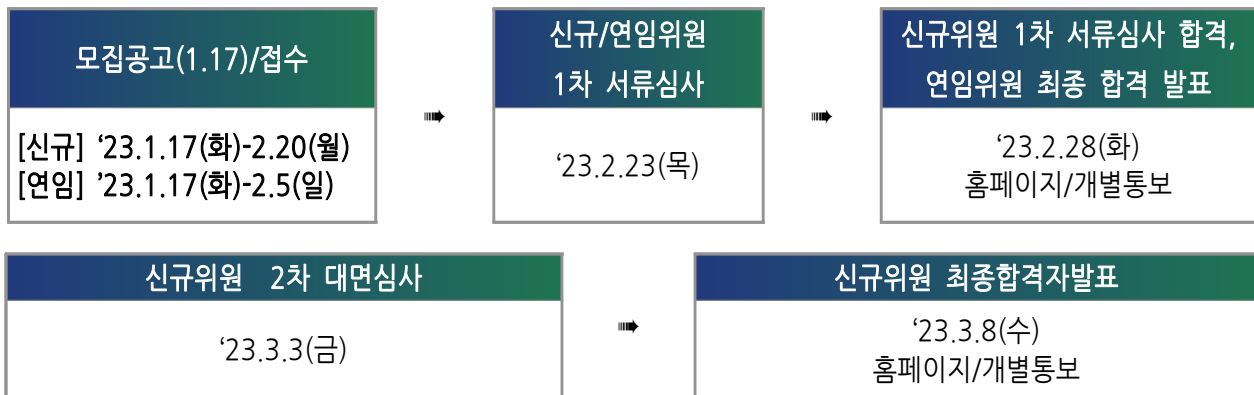 모집공고(1.17)/접수
[신규] ‘23.1.17(화)-2.20(월)
[연임] ’23.1.17(화)-2.5(일)
➠
신규/연임위원
1차 서류심사
‘23.2.23(목)
➠
신규위원 1차 서류심사 합격,
연임위원 최종 합격 발표
‘23.2.28(화)
홈페이지/개별통보
신규위원 2차 대면심사
‘23.3.3(금)
➠
신규위원 최종합격자발표
‘23.3.8(수)
홈페이지/개별통보